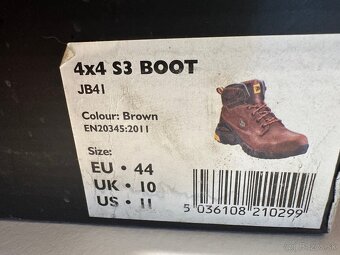 4x4 S3 BOOT
JB41
Colour: Brown
EN20345:2011
Size:
EU • 44
UK • 10
US • 11
5 036108 210299